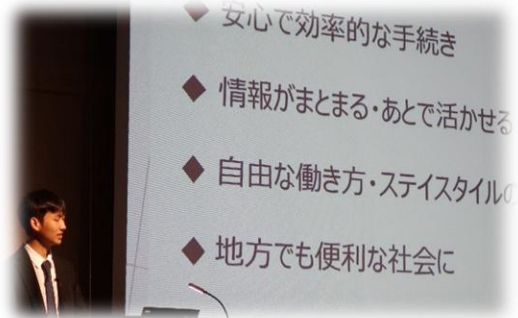 ◆ 安心で効率的な手続き
◆ 情報がまとまる・あとで活かせる
◆ 自由な働き方・ステイスタイルの
◆ 地方でも便利な社会に